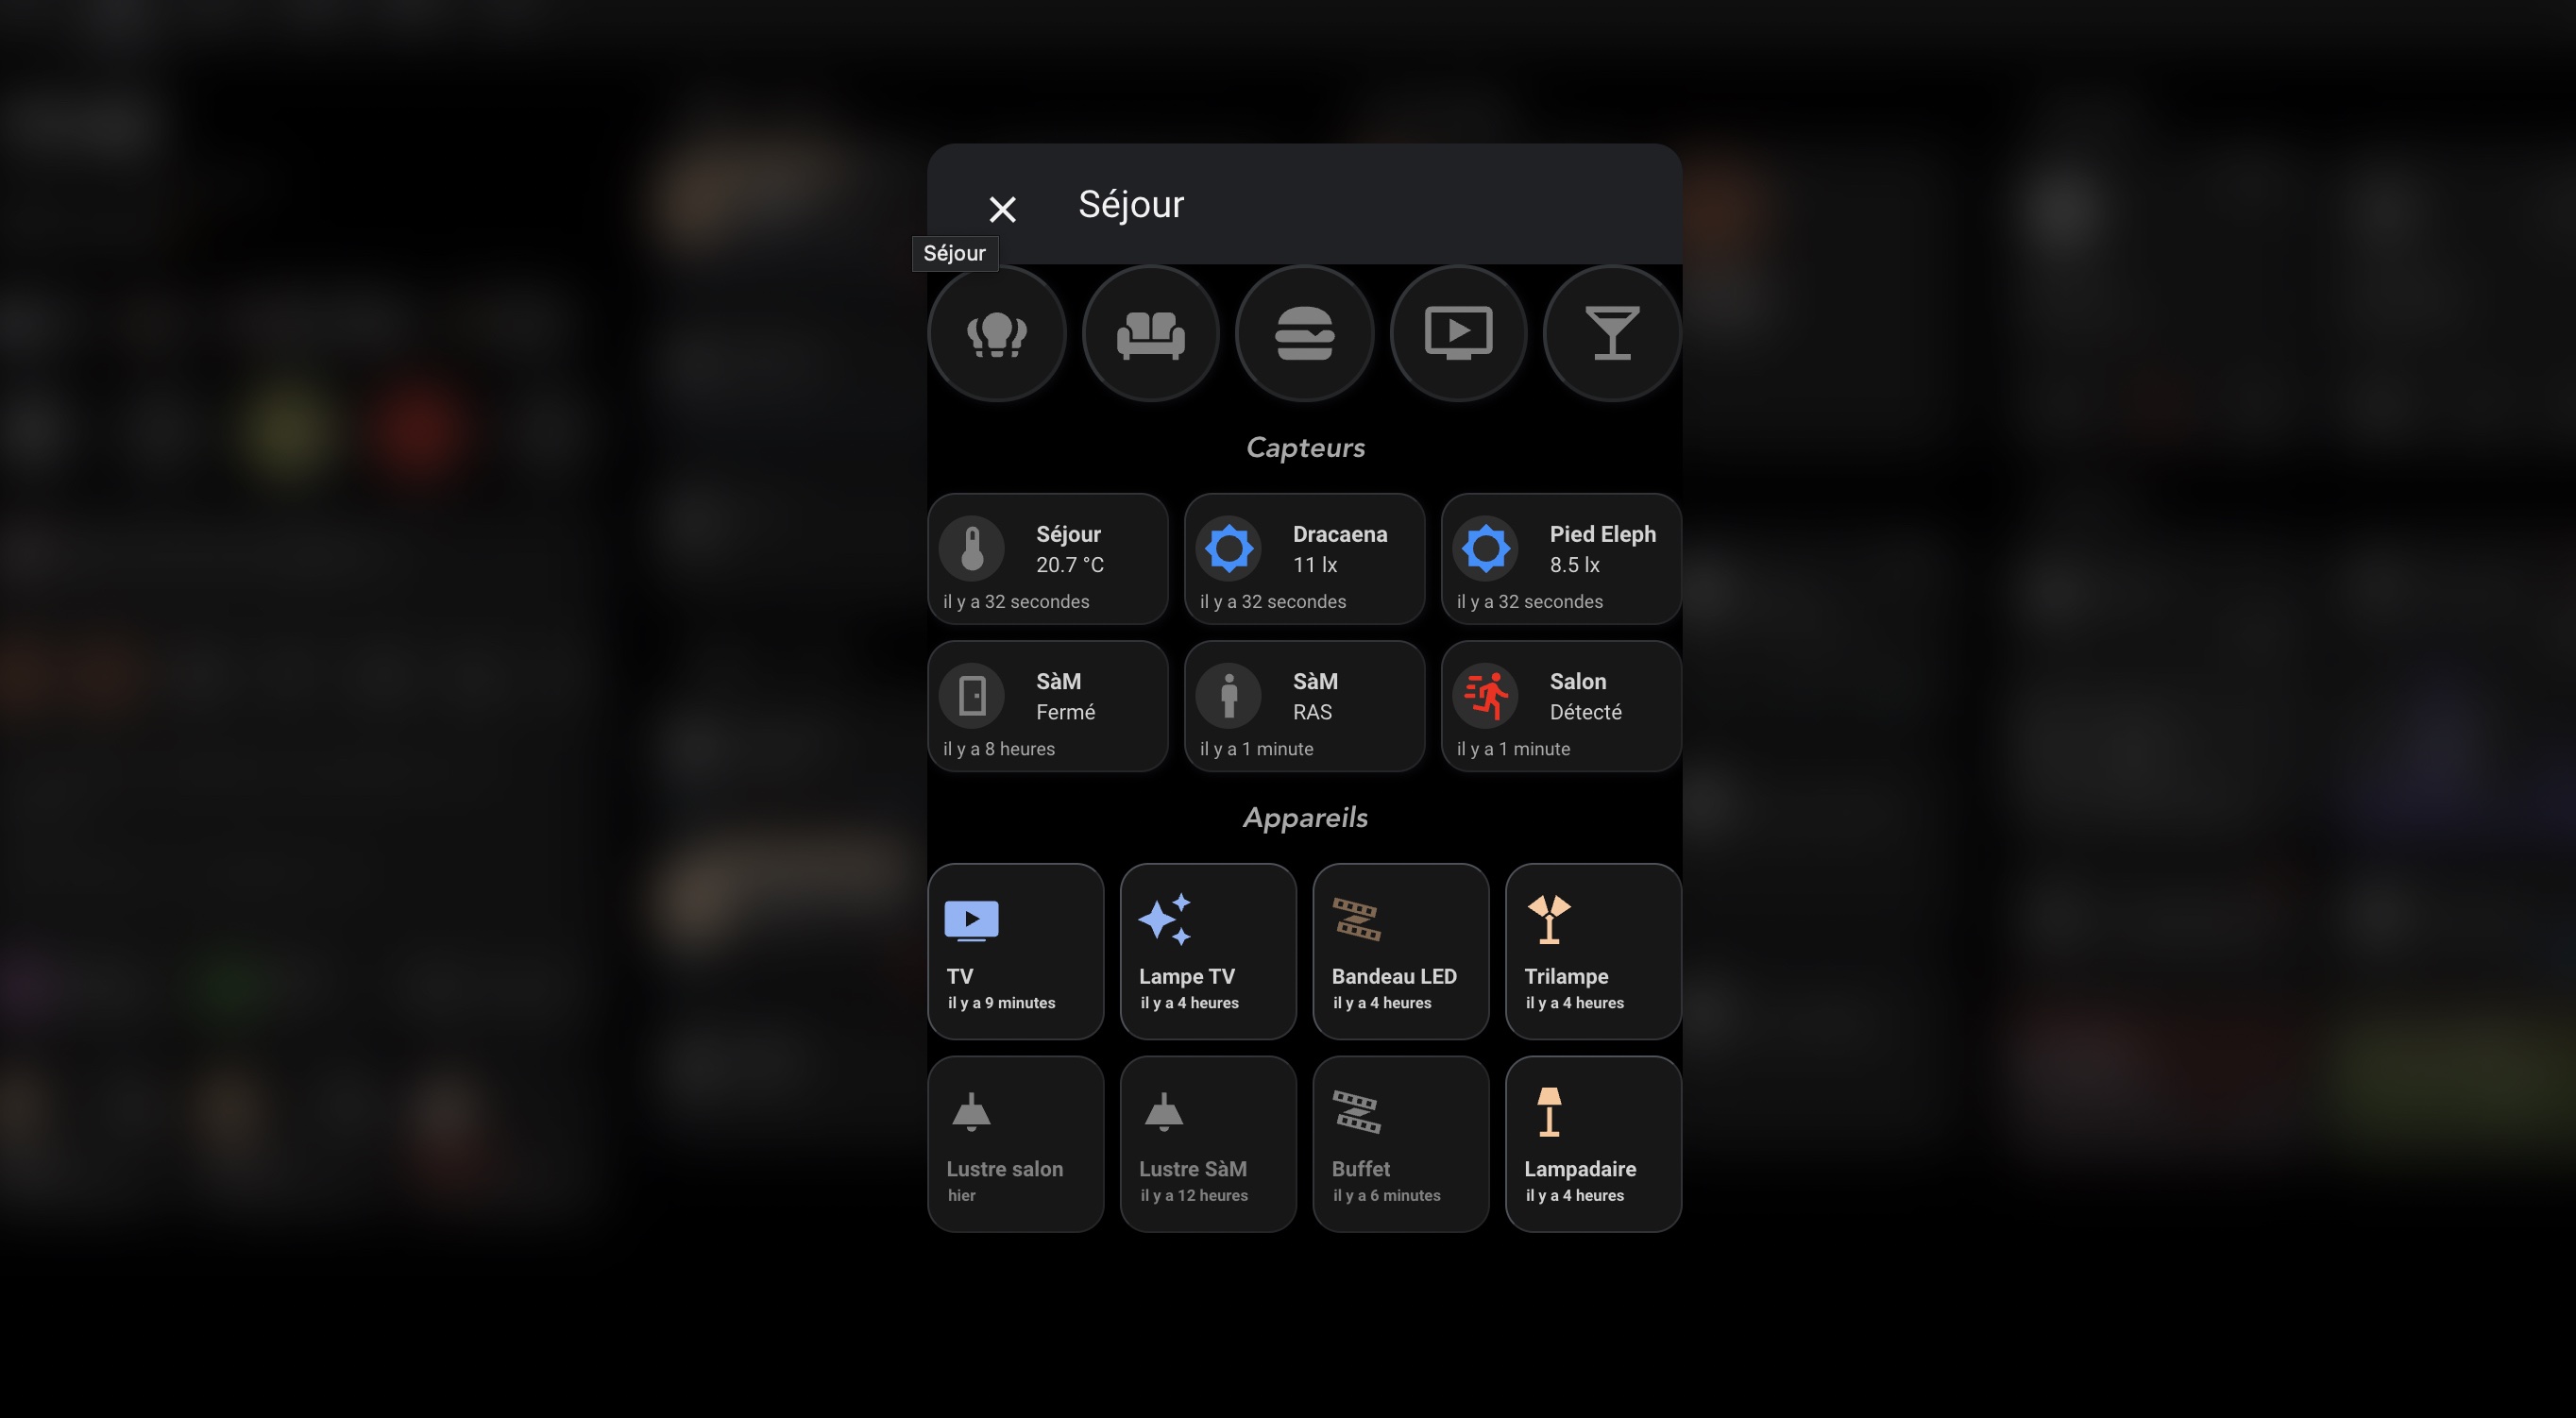 Séjour
Séjour
Capteurs
Séjour
20.7 °C
il y a 32 secondes
Dracaena
11 lx
il y a 32 secondes
Pied Eleph
8.5 lx
il y a 32 secondes
SàM
Fermé
il y a 8 heures
SàM
RAS
il y a 1 minute
Salon
Détecté
il y a 1 minute
Appareils
TV
il y a 9 minutes
Lampe TV
il y a 4 heures
Bandeau LED
il y a 4 heures
Trilampe
il y a 4 heures
Lustre salon
hier
Lustre SàM
il y a 12 heures
Buffet
il y a 6 minutes
Lampadaire
il y a 4 heures